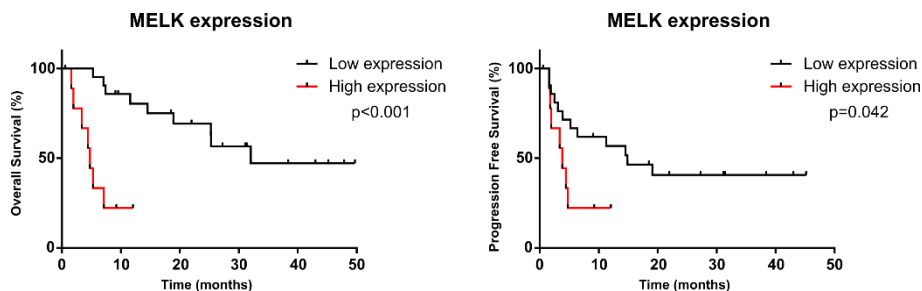 MELK expression
Low expression
High expression
p<0.001
Overall Survival (%)
100
50
0
0 10 20 30 40 50
Time (months)
MELK expression
Low expression
High expression
p=0.042
Progression Free Survival (%)
100
50
0
0 10 20 30 40 50
Time (months)